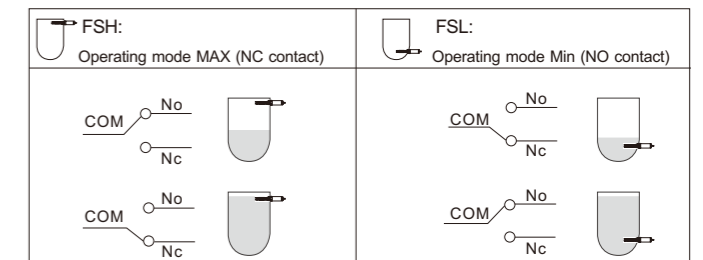 FSH:
Operating mode MAX (NC contact)
FSL:
Operating mode Min (NO contact)
No
COM
Nc
No
COM
Nc
No
COM
Nc
No
COM
Nc